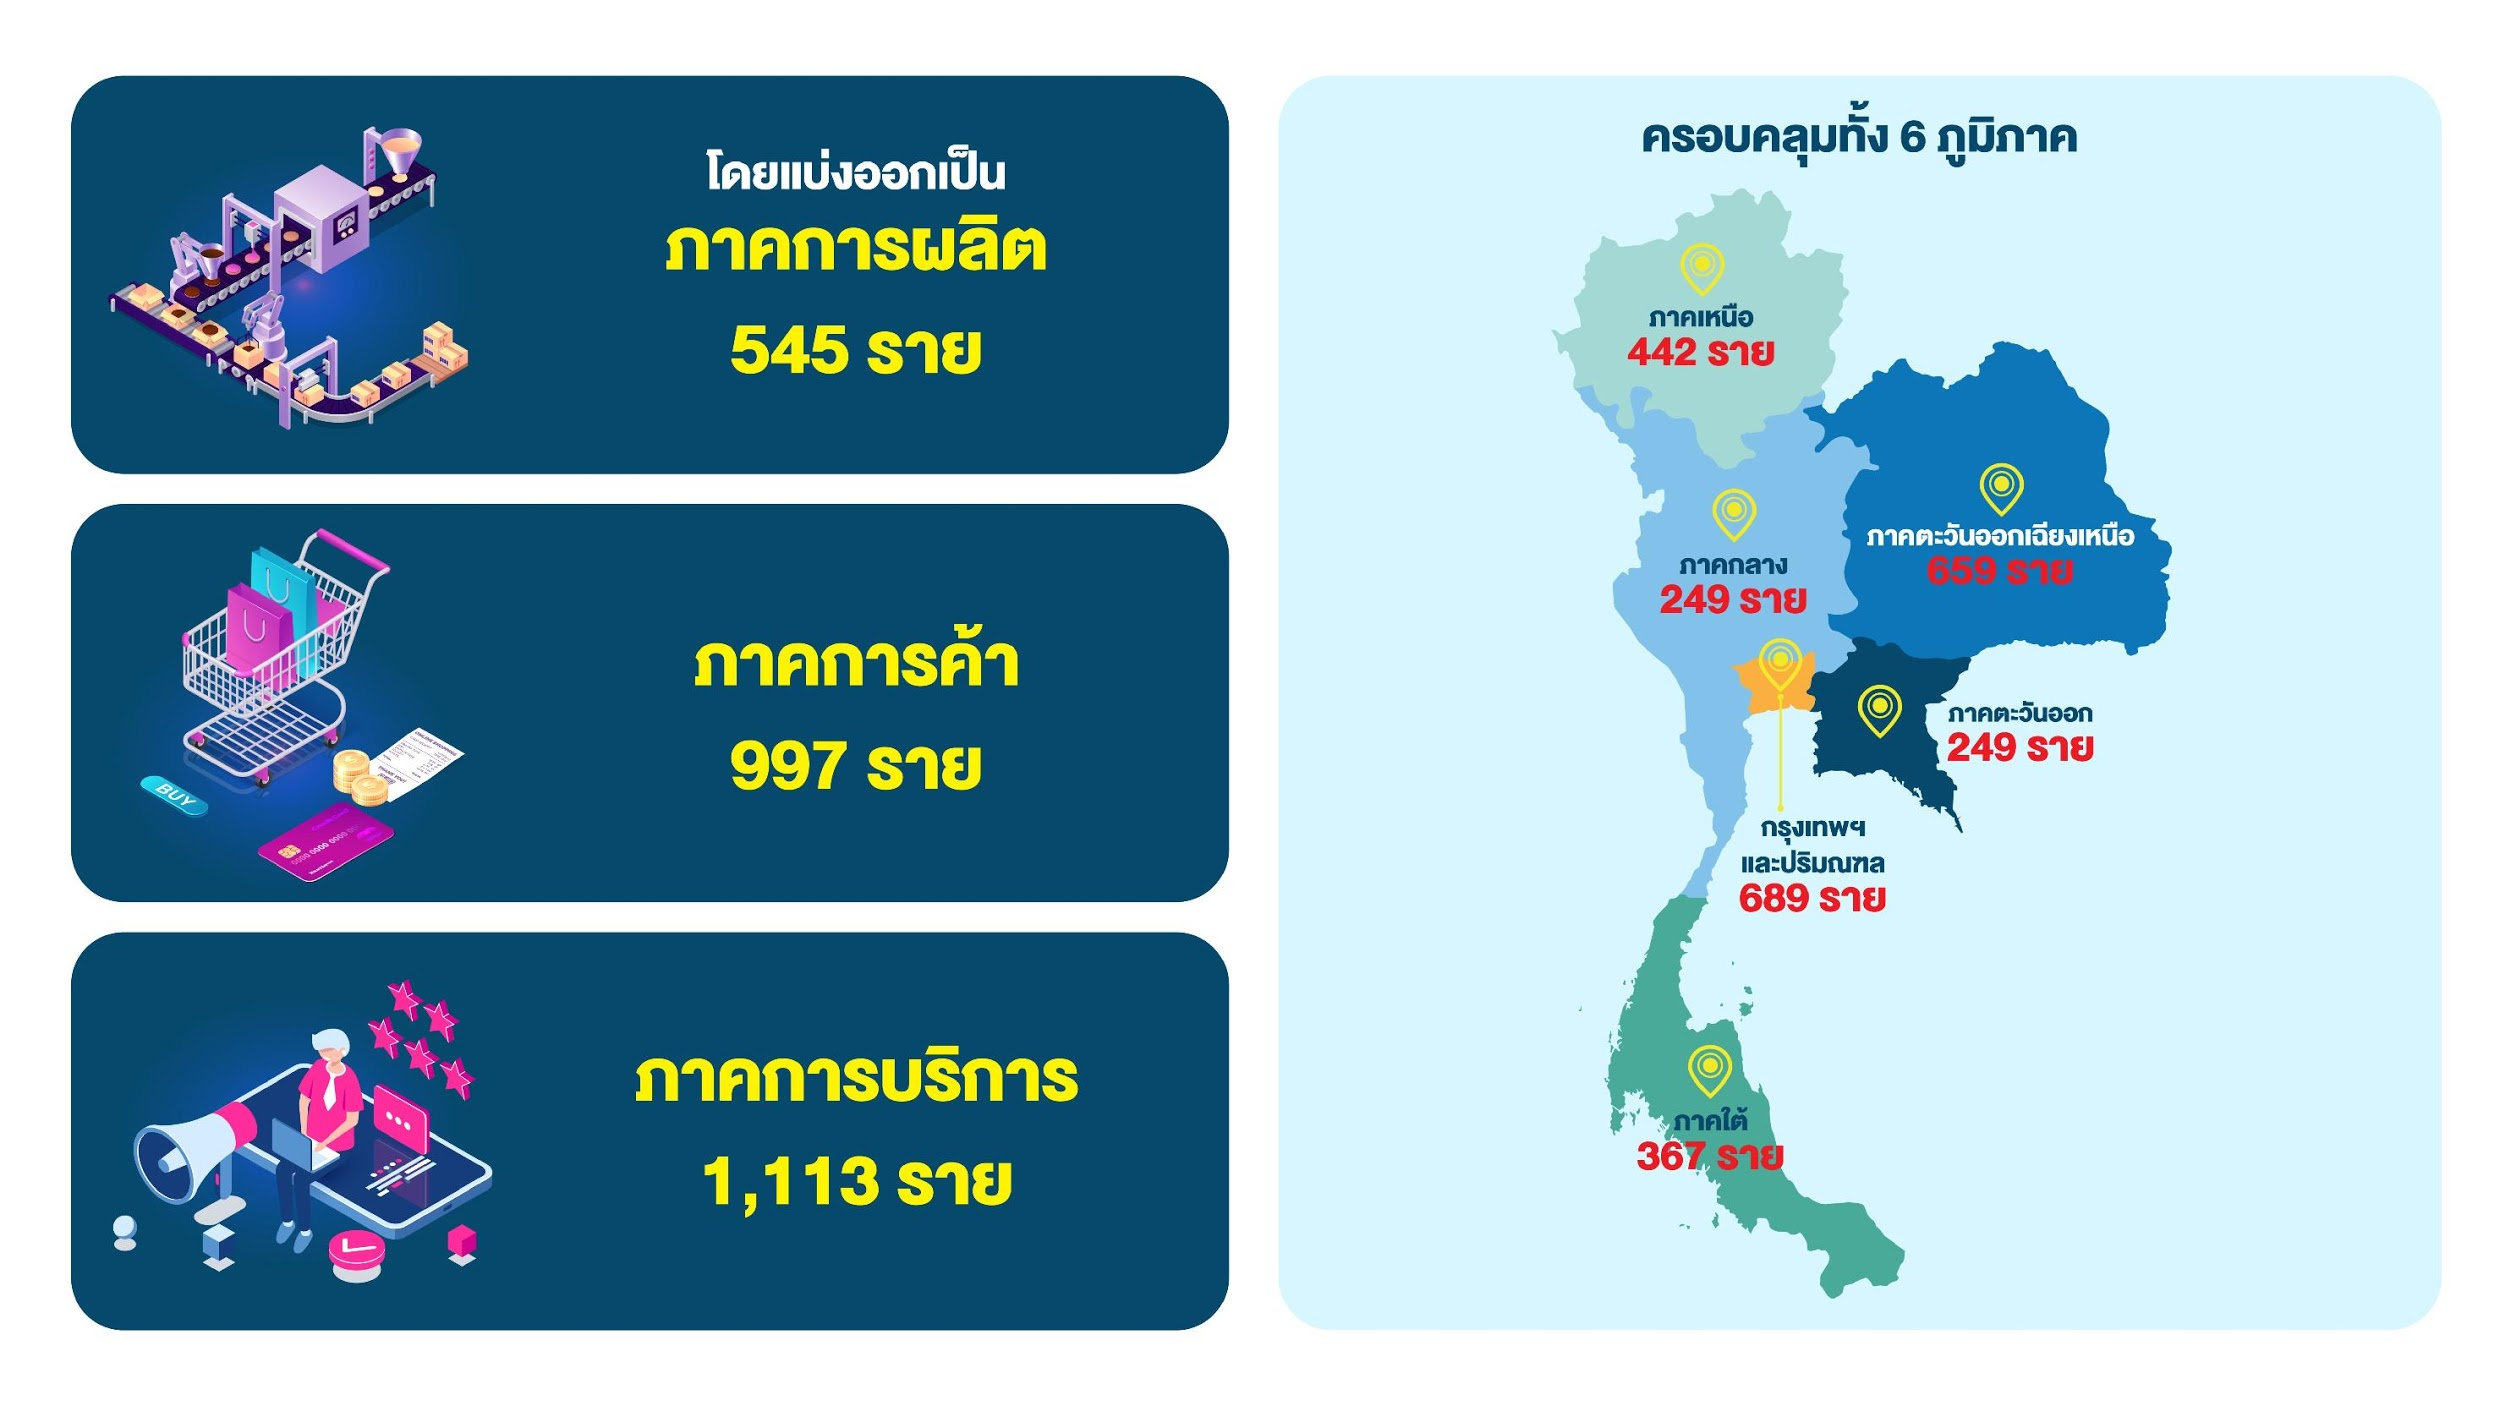 โดยแบ่งออกเป็น
ภาคการผลิต
545 ราย
ภาคการค้า
997 ราย
BUY
ภาคการบริการ
1,113 ราย
ครอบคลุมทั้ง 6 ภูมิภาค
ภาคเหนือ
442 ราย
ภาคตะวันออกเฉียงเหนือ
659 ราย
ภาคกลาง
249 ราย
ภาคตะวันออก
249 ราย
กรุงเทพฯ
และปริมณฑล
689 ราย
ภาคใต้
367 ราย